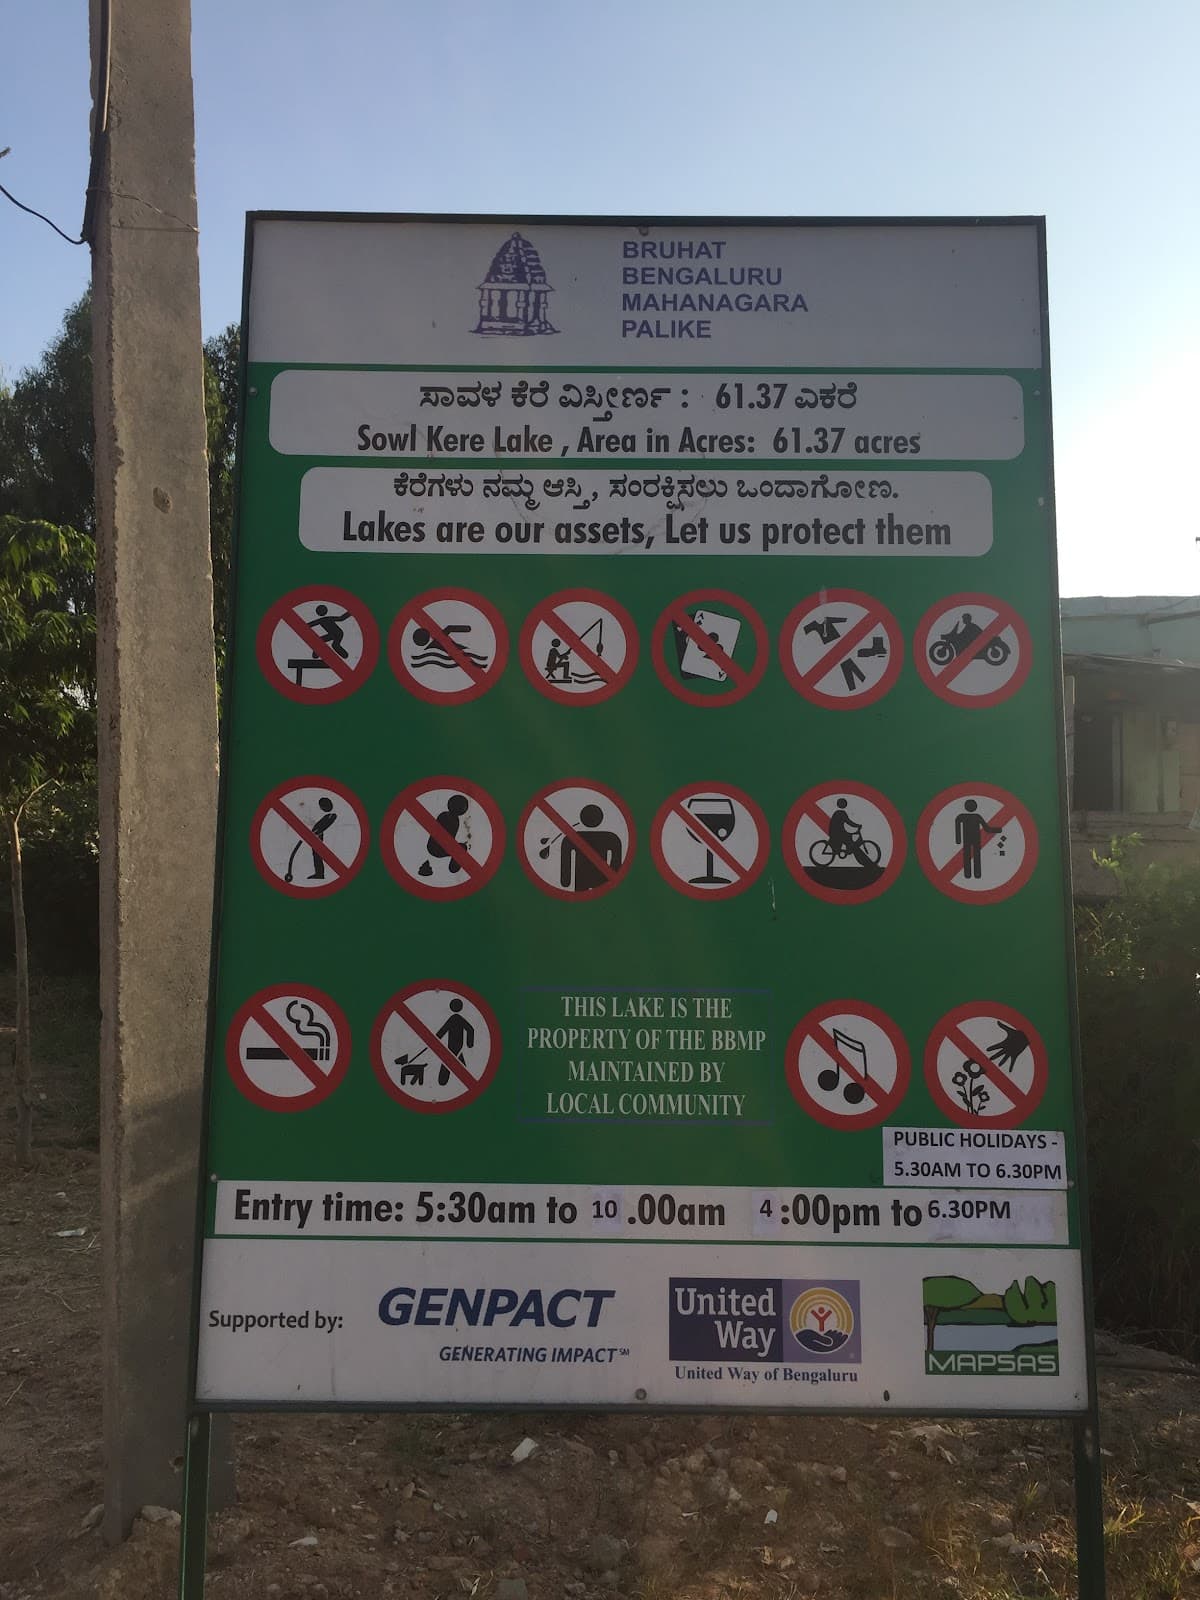 BRUHAT
BENGALURU
MAHANAGARA
PALIKE
ಸಾವಳ ಕೆರೆ ವಿಸ್ತೀರ್ಣ : 61.37 ಎಕರೆ
Sowl Kere Lake , Area in Acres: 61.37 acres
ಕೆರೆಗಳು ನಮ್ಮ ಆಸ್ತಿ, ಸಂರಕ್ಷಿಸಲು ಒಂದಾಗೋಣ.
Lakes are our assets, Let us protect them
THIS LAKE IS THE
PROPERTY OF THE BBMP
MAINTAINED BY
LOCAL COMMUNITY
PUBLIC HOLIDAYS -
5.30AM TO 6.30PM
Entry time: 5:30am to 10 .00am 4 :00pm to 6.30PM
Supported by:
GENPACT
GENERATING IMPACT℠
United
Way
United Way of Bengaluru
MAPSAS